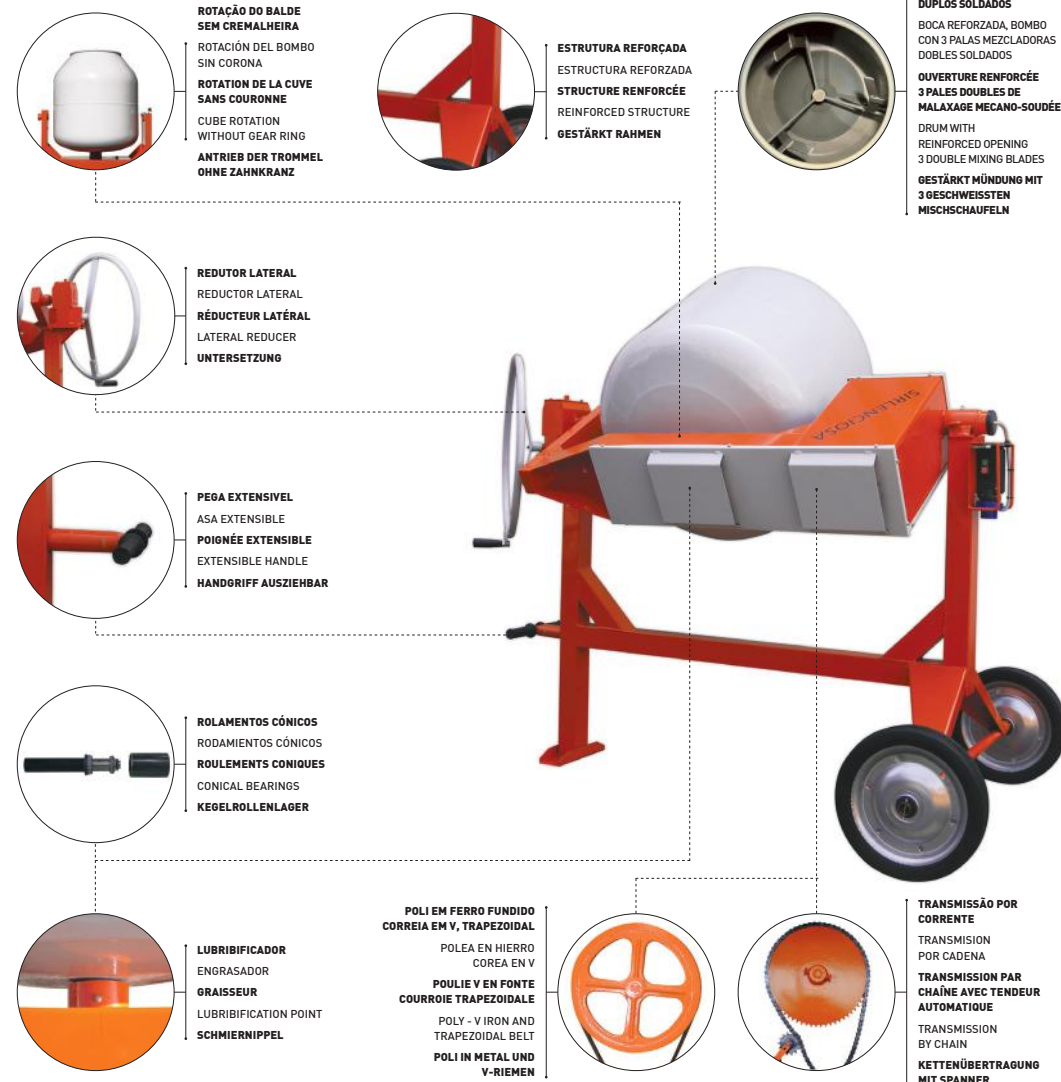 ROTAÇÃO DO BALDE
SEM CREMALHEIRA
ROTACIÓN DEL BOMBO
SIN CORONA
ROTATION DE LA CUVE
SANS COURONNE
CUBE ROTATION
WITHOUT GEAR RING
ANTRIEB DER TROMMEL
OHNE ZAHNKRANZ
ESTRUTURA REFORÇADA
ESTRUCTURA REFORZADA
STRUCTURE RENFORCÉE
REINFORCED STRUCTURE
GESTÄRKT RAHMEN
DUPLOS SOLDADOS
BOCA REFORZADA, BOMBO
CON 3 PALAS MEZCLADORAS
DOBLES SOLDADOS
OUVERTURE RENFORCÉE
3 PALES DOUBLES DE
MALAXAGE MECANO-SOUDÉE
DRUM WITH
REINFORCED OPENING
3 DOUBLE MIXING BLADES
GESTÄRKT MÜNDUNG MIT
3 GESCHWEISSTEN
MISCHSCHAUFELN
REDUTOR LATERAL
REDUCTOR LATERAL
RÉDUCTEUR LATÉRAL
LATERAL REDUCER
UNTERSETZUNG
SIRLENCIOSA
PEGA EXTENSIVEL
ASA EXTENSIBLE
POIGNÉE EXTENSIBLE
EXTENSIBLE HANDLE
HANDGRIFF AUSZIEHBAR
ROLAMENTOS CÓNICOS
RODAMIENTOS CÓNICOS
ROULEMENTS CONIQUES
CONICAL BEARINGS
KEGELROLLENLAGER
LUBRIBIFICADOR
ENGRASADOR
GRAISSEUR
LUBRIBIFICATION POINT
SCHMIERNIPPEL
POLI EM FERRO FUNDIDO
CORREIA EM V, TRAPEZOIDAL
POLEA EN HIERRO
COREA EN V
POULIE V EN FONTE
COURROIE TRAPEZOIDALE
POLY - V IRON AND
TRAPEZOIDAL BELT
POLI IN METAL UND
V-RIEMEN
TRANSMISSÃO POR
CORRENTE
TRANSMISION
POR CADENA
TRANSMISSION PAR
CHAÎNE AVEC TENDEUR
AUTOMATIQUE
TRANSMISSION
BY CHAIN
KETTENÜBERTRAGUNG
MIT SPANNER